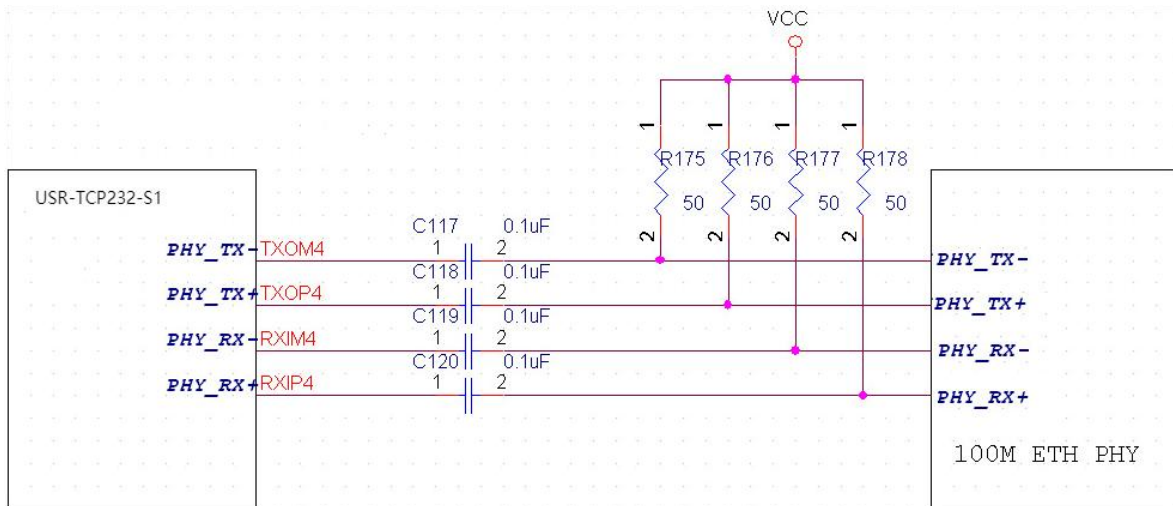 VCC
1 1 1 1
R175 R176 R177 R178
50 50 50 50
2 2 2 2
USR-TCP232-S1
C117 0.1uF
PHY_TX- TXOM4 1 2 PHY_TX-
C118 0.1uF
PHY_TX+ TXOP4 1 2 PHY_TX+
C119 0.1uF
PHY_RX- RXIM4 1 2 PHY_RX-
C120 0.1uF
PHY_RX+ RXIP4 1 2 PHY_RX+
100M ETH PHY